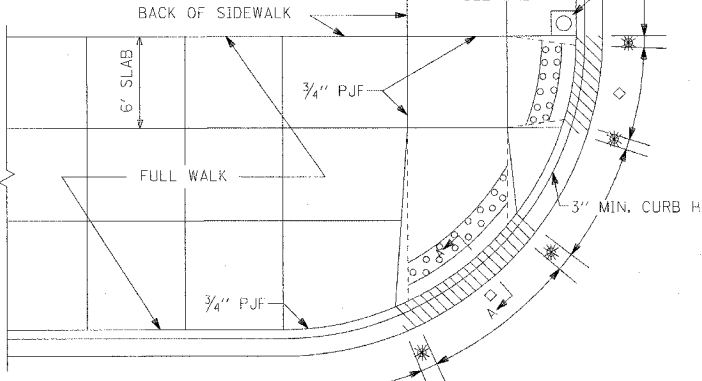 BACK OF SIDEWALK
6' SLAB
3/4" PJF
FULL WALK
3" MIN. CURB H
3/4" PJF
A
A